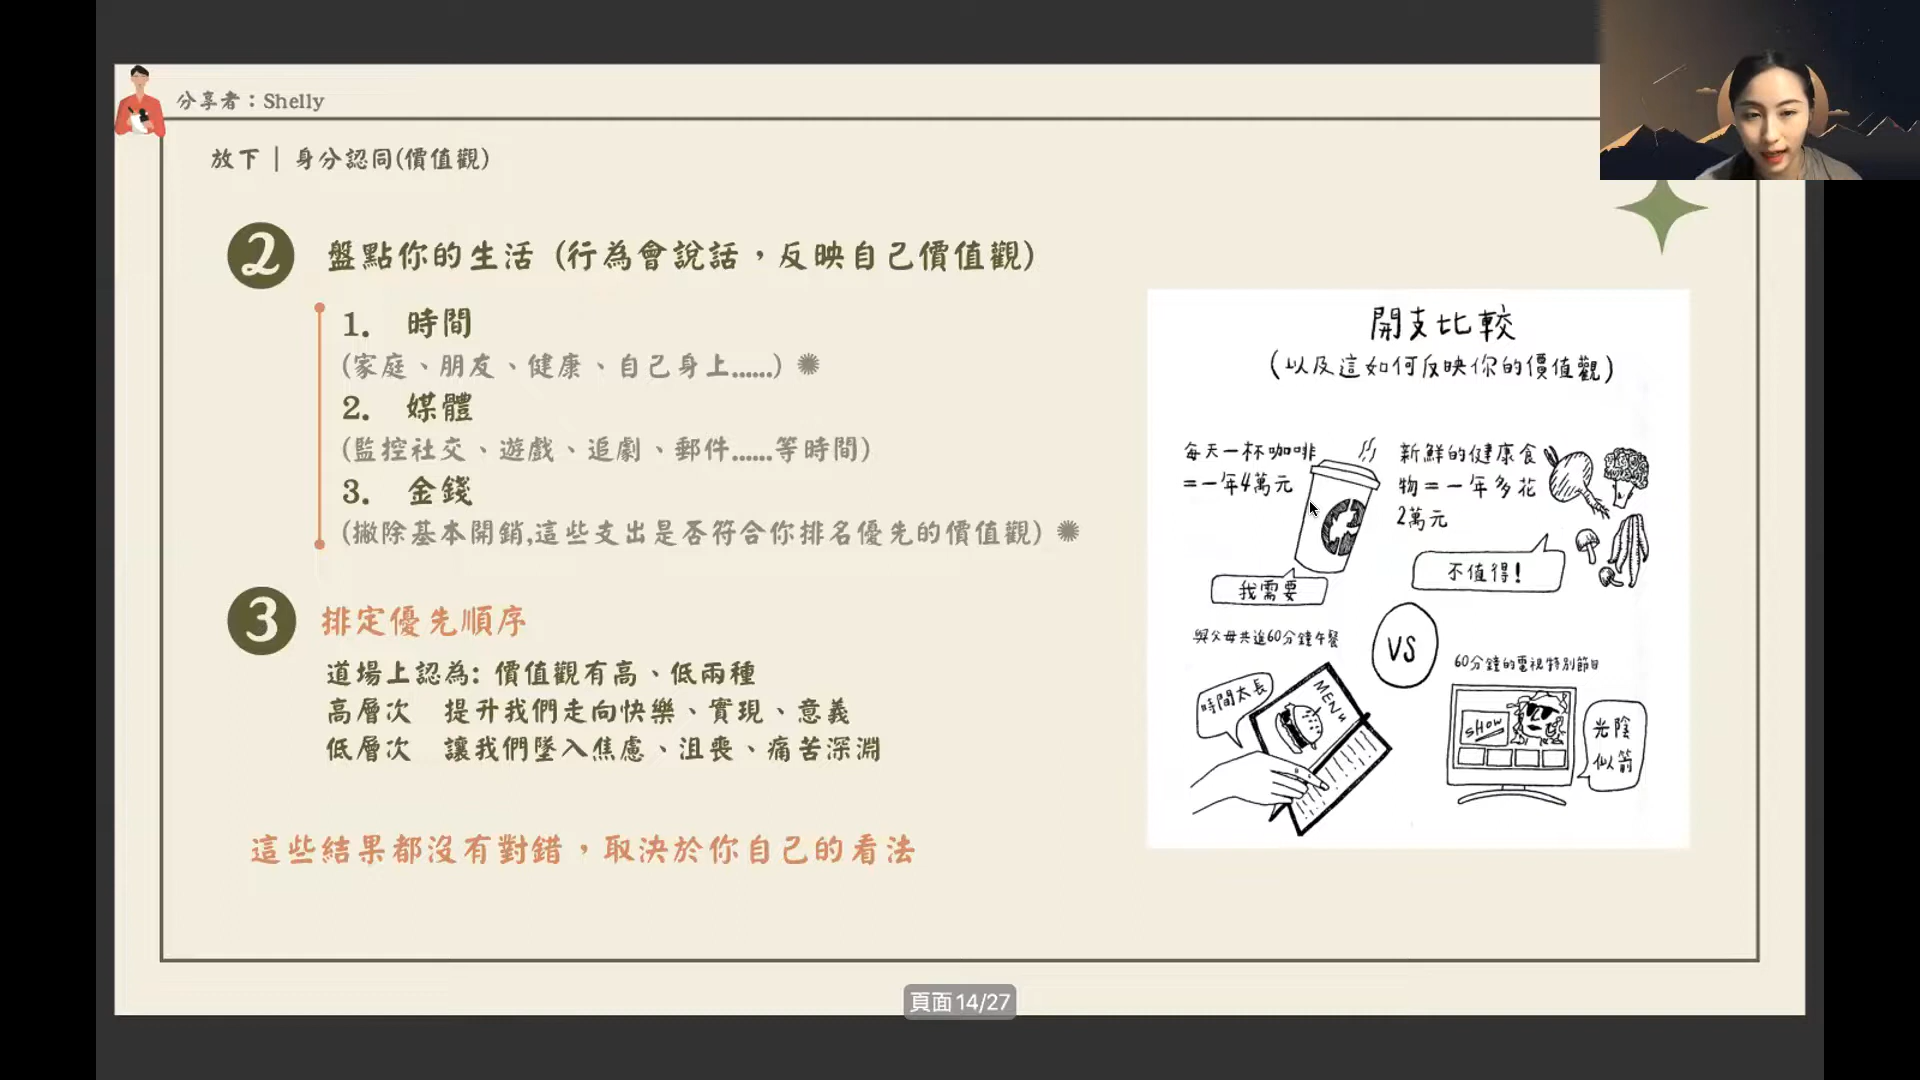 分享者：Shelly
放下｜身分認同(價值觀)
2 盤點你的生活 (行為會說話，反映自己價值觀)
1. 時間
(家庭、朋友、健康、自己身上......)
2. 媒體
(監控社交、遊戲、追劇、郵件......等時間)
3. 金錢
(撇除基本開銷,這些支出是否符合你排名優先的價值觀)
3 排定優先順序
道場上認為: 價值觀有高、低兩種
高層次 提升我們走向快樂、實現、意義
低層次 讓我們墜入焦慮、沮喪、痛苦深淵
這些結果都沒有對錯，取決於你自己的看法
開支比較
(以及這如何反映你的價值觀)
每天一杯咖啡
=一年4萬元
我需要
新鮮的健康食
物=一年多花
2萬元
不值得!
與父母共進60分鐘午餐
時間太長
MENU
VS
60分鐘的電視特別節目
SHOW
光陰
似箭
頁面 14/27